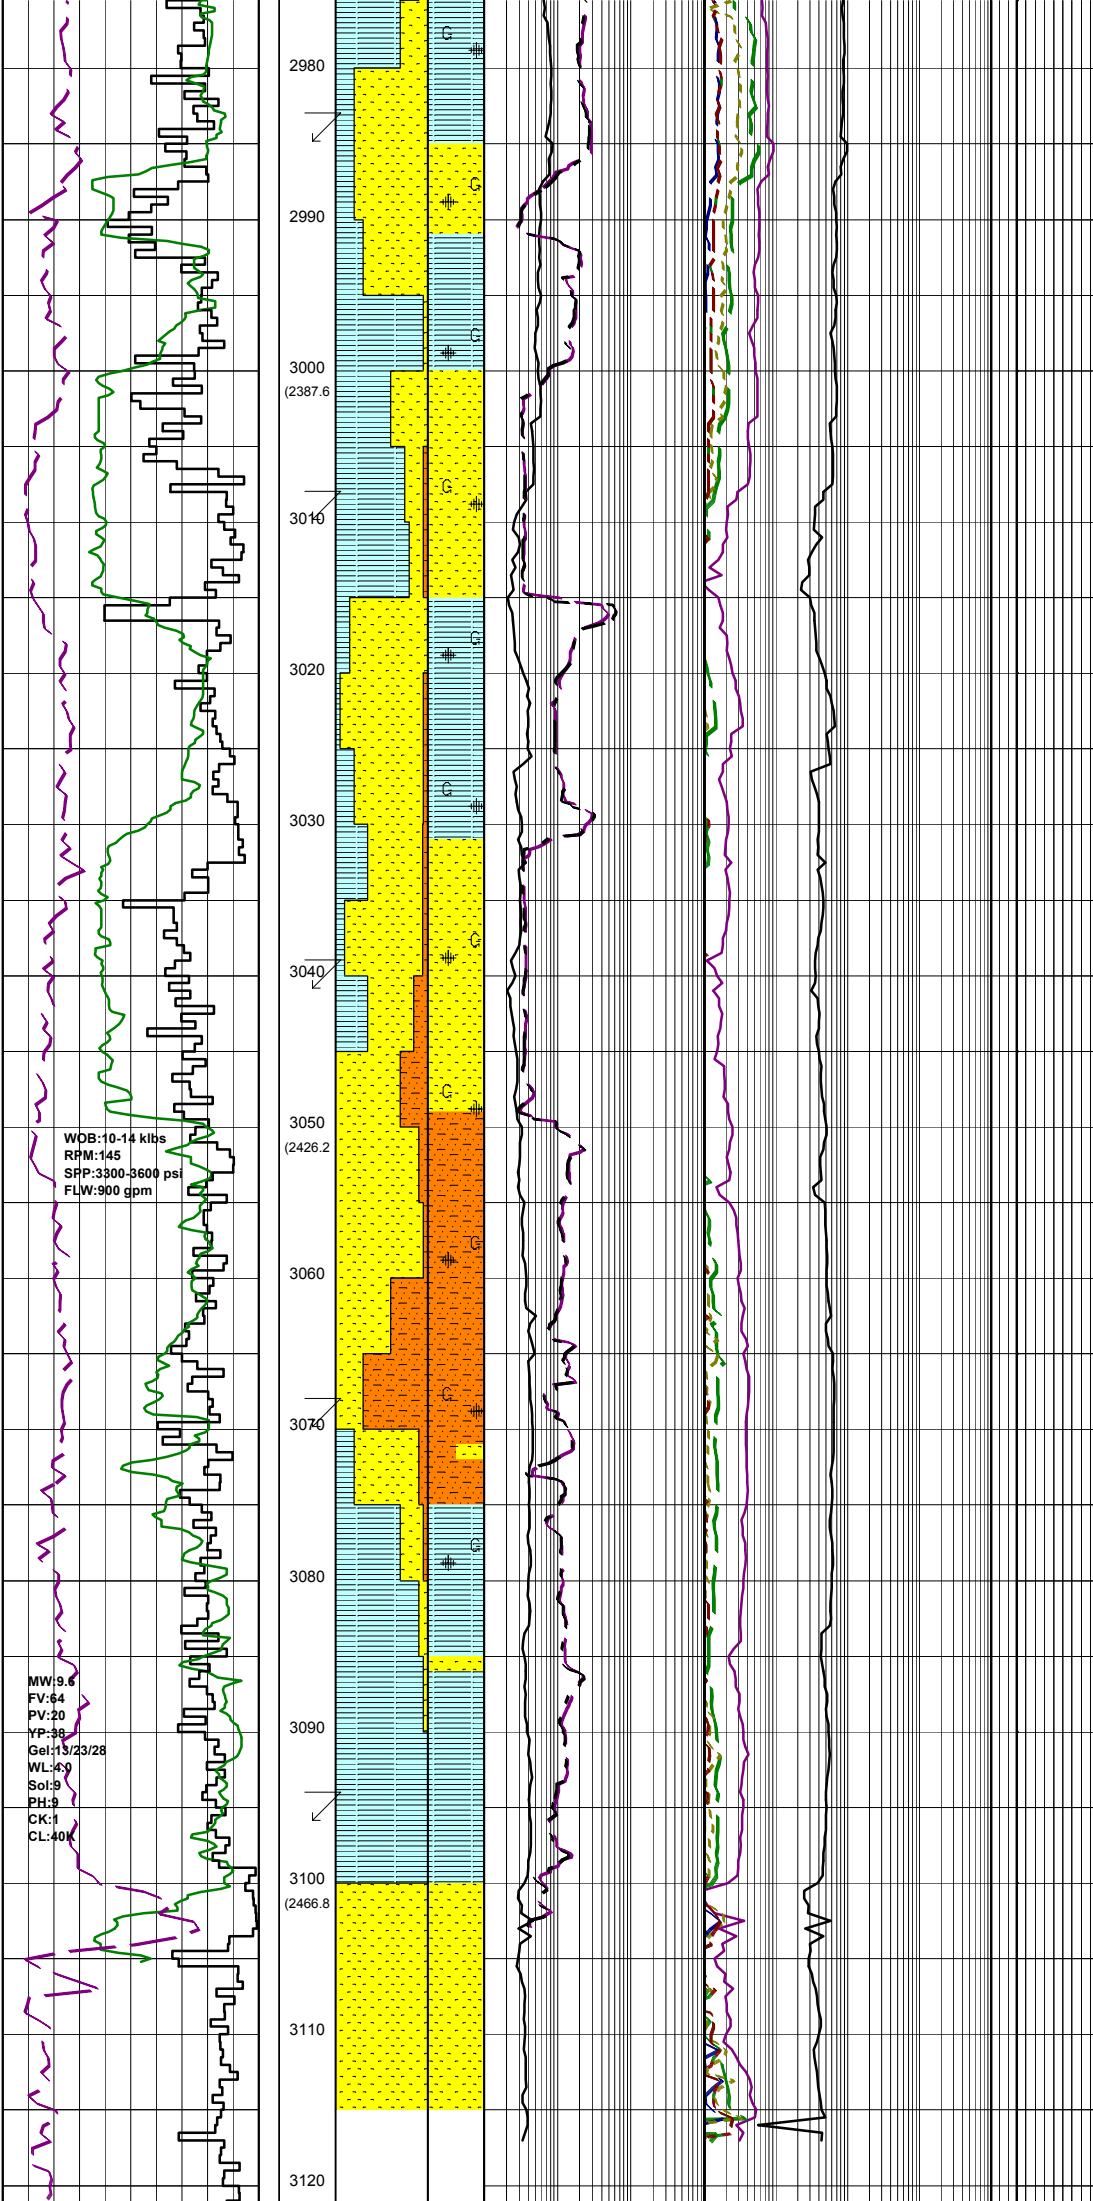 G
2980
G
2990
G
3000
(2387.6
G
3010
G
3020
G
3030
G
3040
G
3050
(2426.2
WOB:10-14 klbs
RPM:145
SPP:3300-3600 psi
FLW:900 gpm
G
3060
G
3070
G
3080
MW:9.6
FV:64
PV:20
YP:38
Gel:13/23/28
WL:4.0
Sol:9
PH:9
CK:1
CL:40K
3090
3100
(2466.8
3110
3120